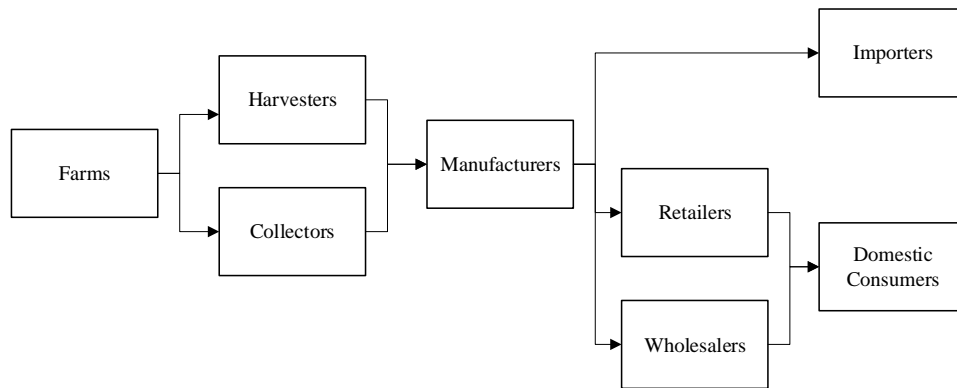 Farms
Harvesters
Collectors
Manufacturers
Importers
Retailers
Wholesalers
Domestic
Consumers